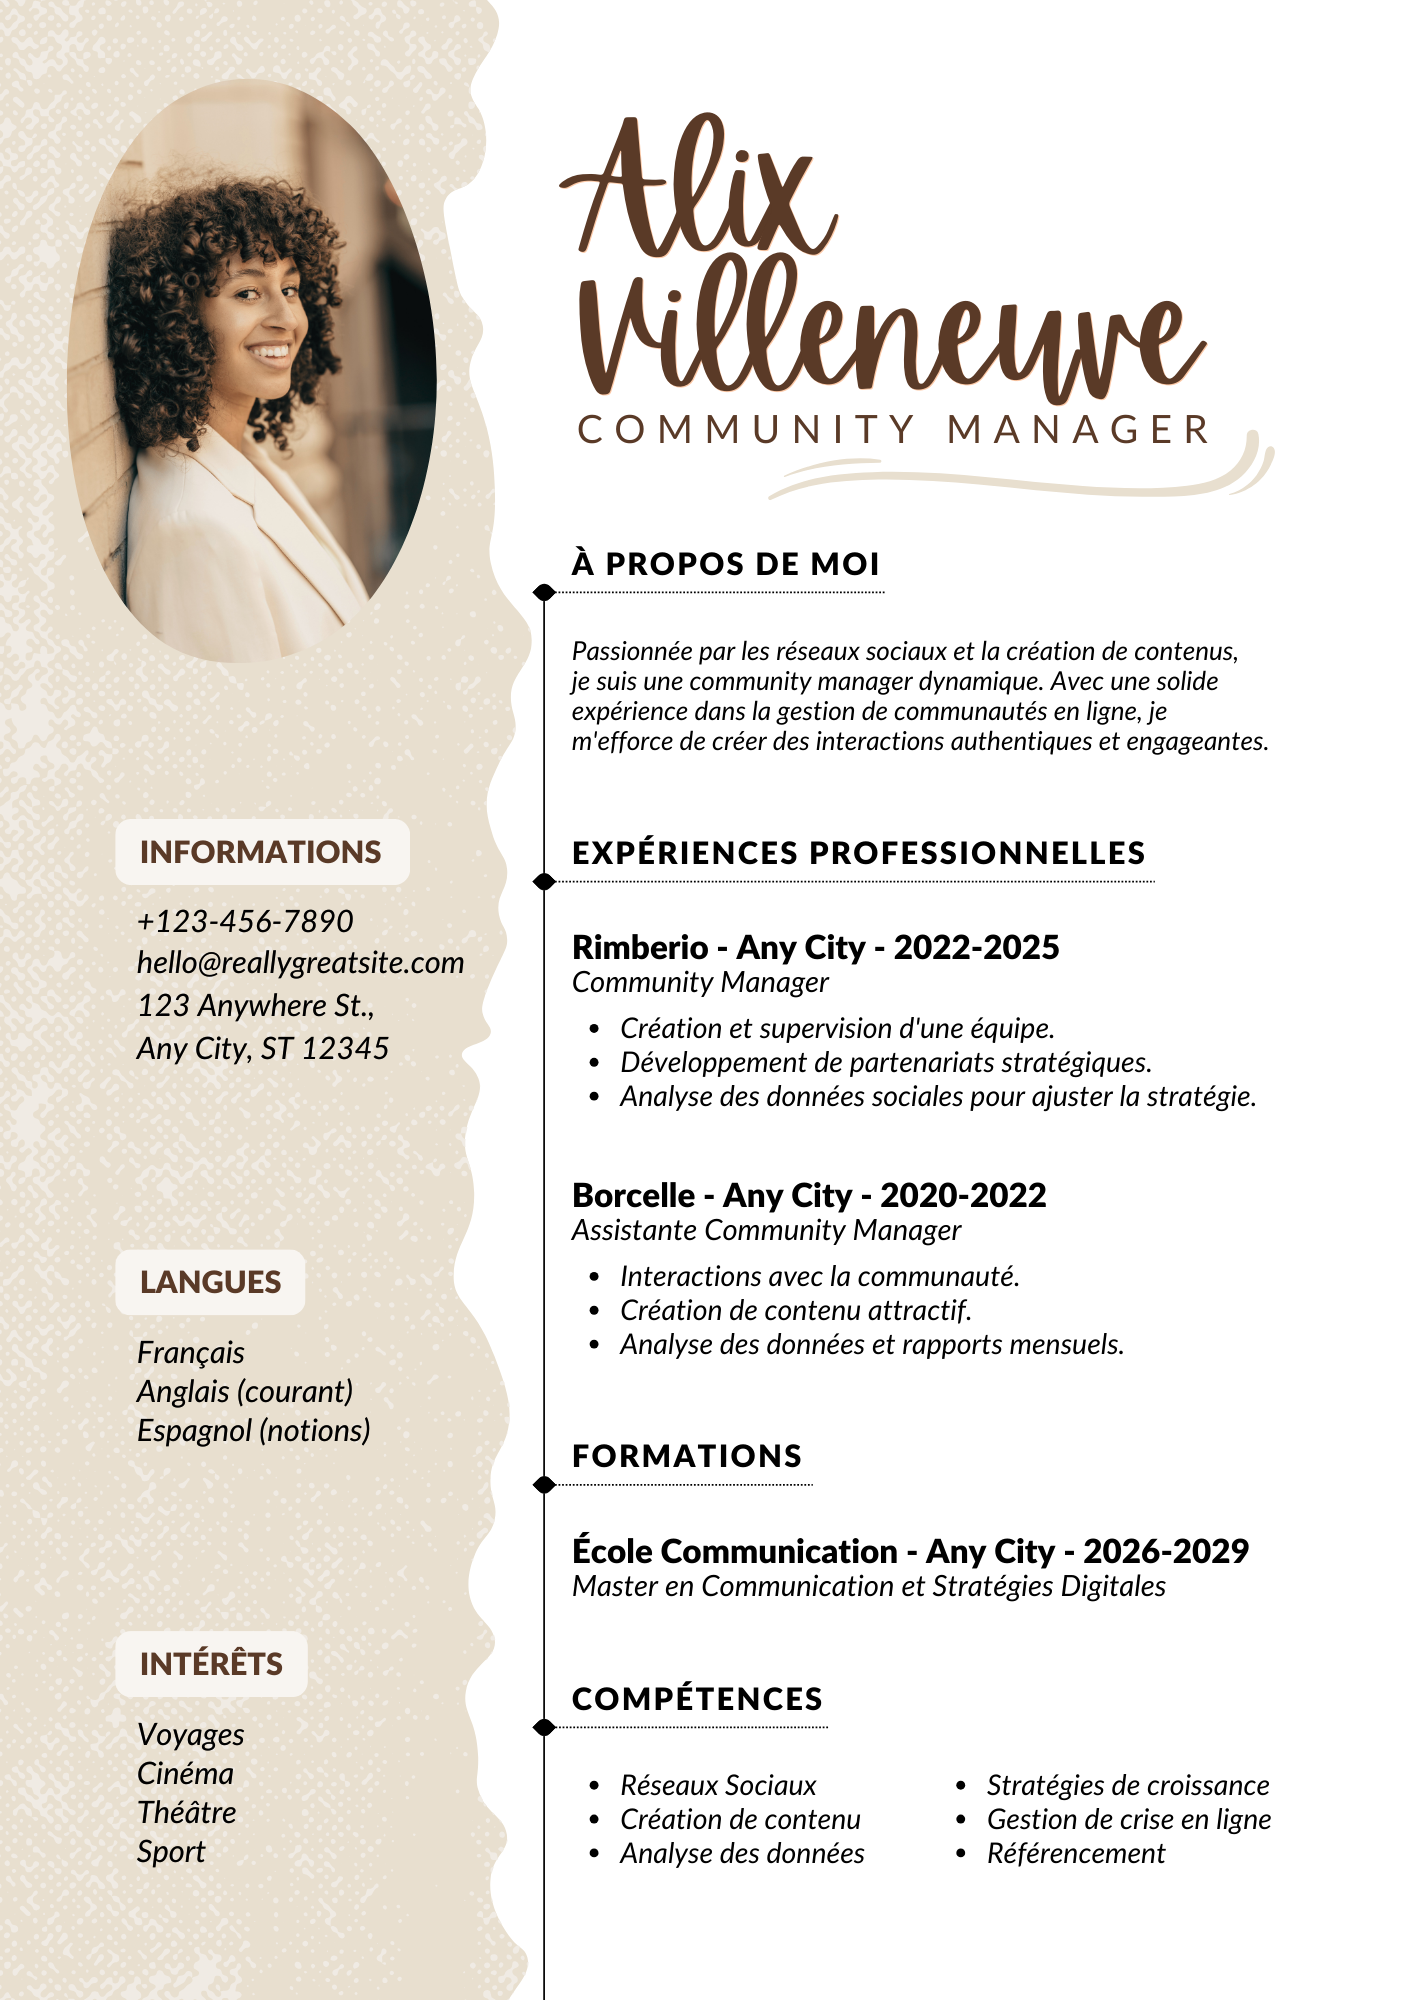 Alix
Villeneuve
COMMUNITY MANAGER
À PROPOS DE MOI
Passionnée par les réseaux sociaux et la création de contenus,
je suis une community manager dynamique. Avec une solide
expérience dans la gestion de communautés en ligne, je
m'efforce de créer des interactions authentiques et engageantes.
INFORMATIONS
+123-456-7890
hello@reallygreatsite.com
123 Anywhere St.,
Any City, ST 12345
LANGUES
Français
Anglais (courant)
Espagnol (notions)
INTÉRÊTS
Voyages
Cinéma
Théâtre
Sport
EXPÉRIENCES PROFESSIONNELLES
Rimberio - Any City - 2022-2025
Community Manager
• Création et supervision d'une équipe.
• Développement de partenariats stratégiques.
• Analyse des données sociales pour ajuster la stratégie.
Borcelle - Any City - 2020-2022
Assistante Community Manager
• Interactions avec la communauté.
• Création de contenu attractif.
• Analyse des données et rapports mensuels.
FORMATIONS
École Communication - Any City - 2026-2029
Master en Communication et Stratégies Digitales
COMPÉTENCES
• Réseaux Sociaux
• Création de contenu
• Analyse des données
• Stratégies de croissance
• Gestion de crise en ligne
• Référencement